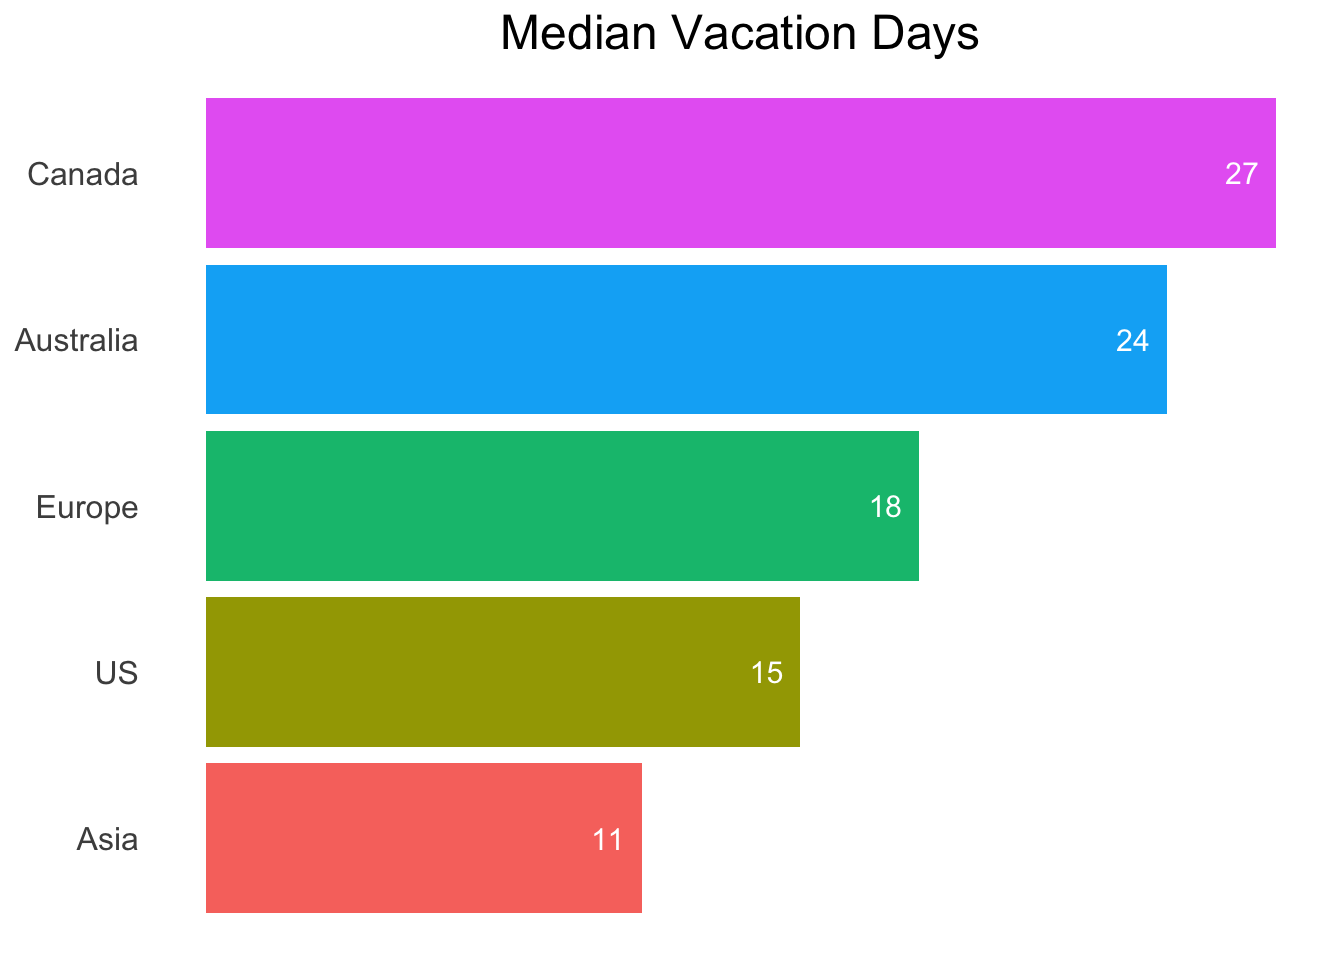 Median Vacation Days
Canada 27
Australia 24
Europe 18
US 15
Asia 11